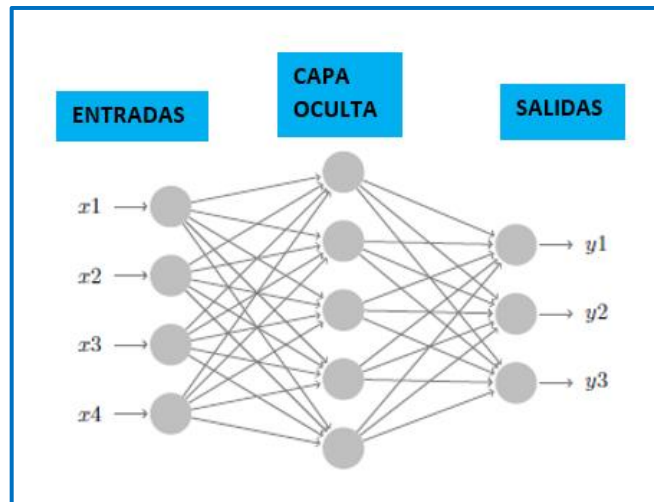 ENTRADAS
CAPA
OCULTA
SALIDAS
x1
x2
x3
x4
y1
y2
y3